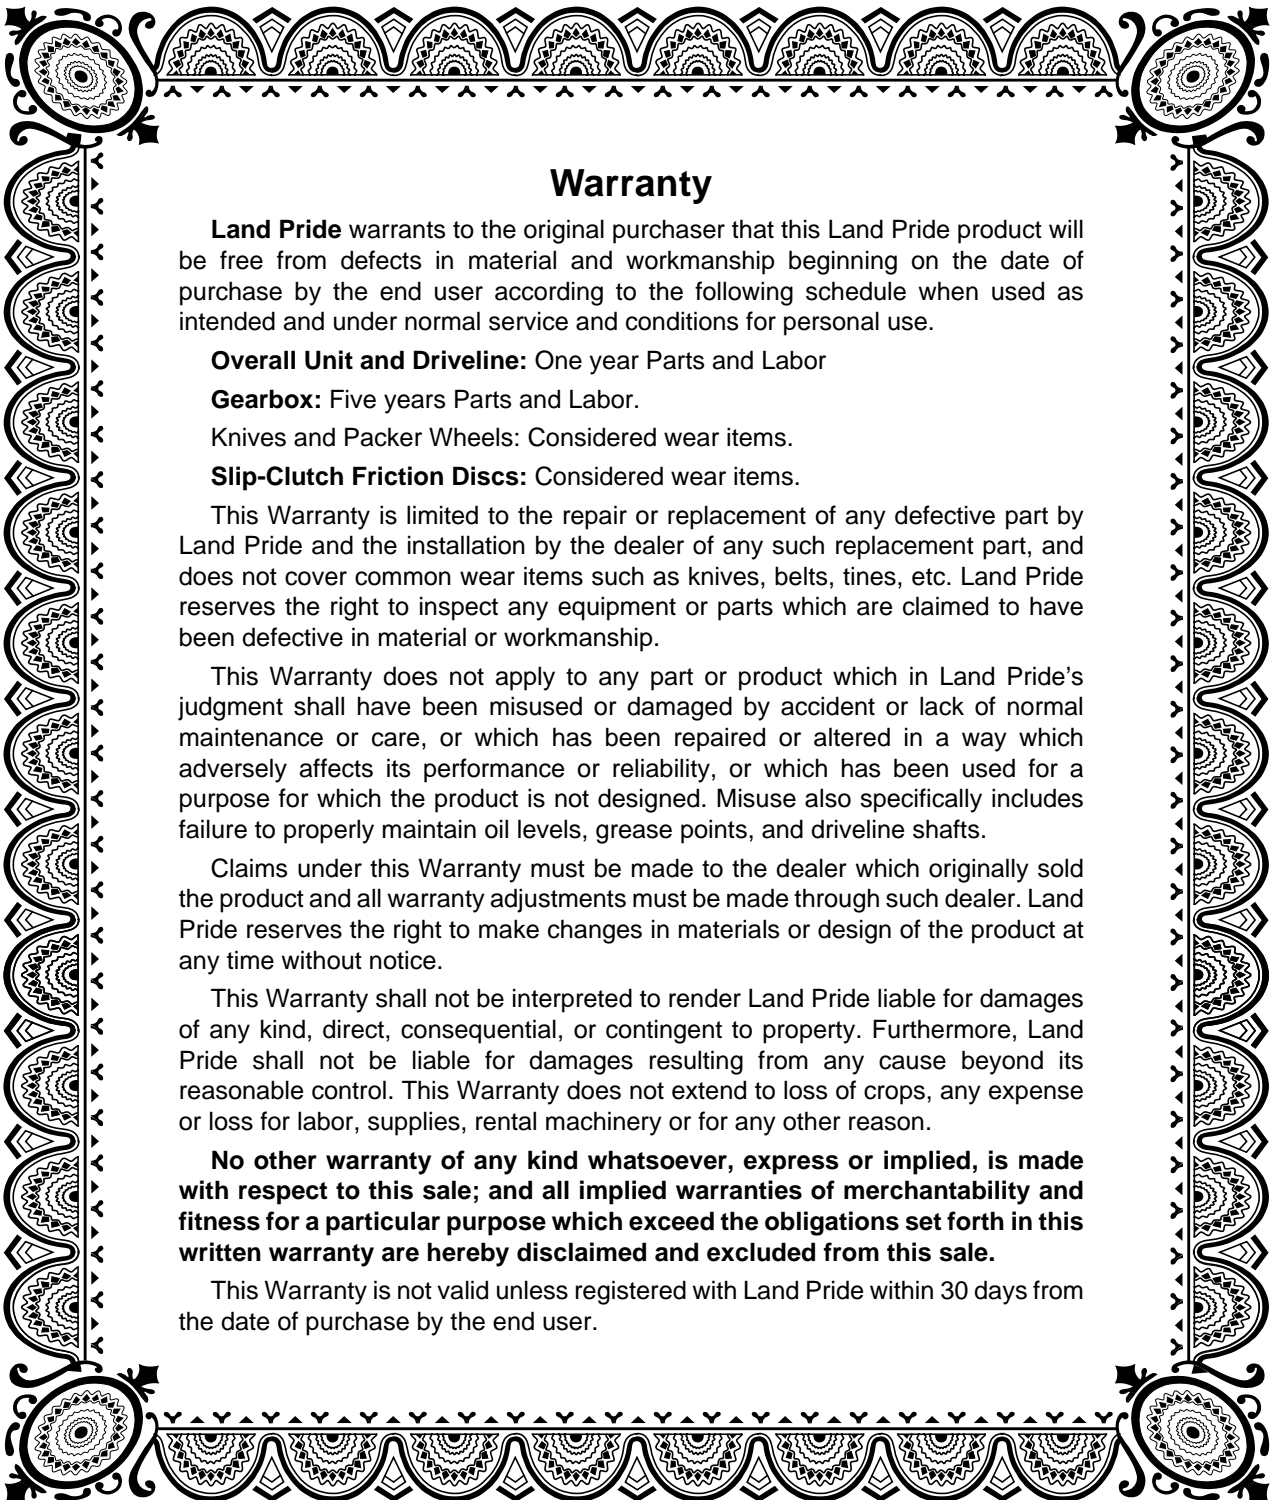 Warranty
Land Pride warrants to the original purchaser that this Land Pride product will
be free from defects in material and workmanship beginning on the date of
purchase by the end user according to the following schedule when used as
intended and under normal service and conditions for personal use.
Overall Unit and Driveline: One year Parts and Labor
Gearbox: Five years Parts and Labor.
Knives and Packer Wheels: Considered wear items.
Slip-Clutch Friction Discs: Considered wear items.
This Warranty is limited to the repair or replacement of any defective part by
Land Pride and the installation by the dealer of any such replacement part, and
does not cover common wear items such as knives, belts, tines, etc. Land Pride
reserves the right to inspect any equipment or parts which are claimed to have
been defective in material or workmanship.
This Warranty does not apply to any part or product which in Land Pride’s
judgment shall have been misused or damaged by accident or lack of normal
maintenance or care, or which has been repaired or altered in a way which
adversely affects its performance or reliability, or which has been used for a
purpose for which the product is not designed. Misuse also specifically includes
failure to properly maintain oil levels, grease points, and driveline shafts.
Claims under this Warranty must be made to the dealer which originally sold
the product and all warranty adjustments must be made through such dealer. Land
Pride reserves the right to make changes in materials or design of the product at
any time without notice.
This Warranty shall not be interpreted to render Land Pride liable for damages
of any kind, direct, consequential, or contingent to property. Furthermore, Land
Pride shall not be liable for damages resulting from any cause beyond its
reasonable control. This Warranty does not extend to loss of crops, any expense
or loss for labor, supplies, rental machinery or for any other reason.
No other warranty of any kind whatsoever, express or implied, is made
with respect to this sale; and all implied warranties of merchantability and
fitness for a particular purpose which exceed the obligations set forth in this
written warranty are hereby disclaimed and excluded from this sale.
This Warranty is not valid unless registered with Land Pride within 30 days from
the date of purchase by the end user.